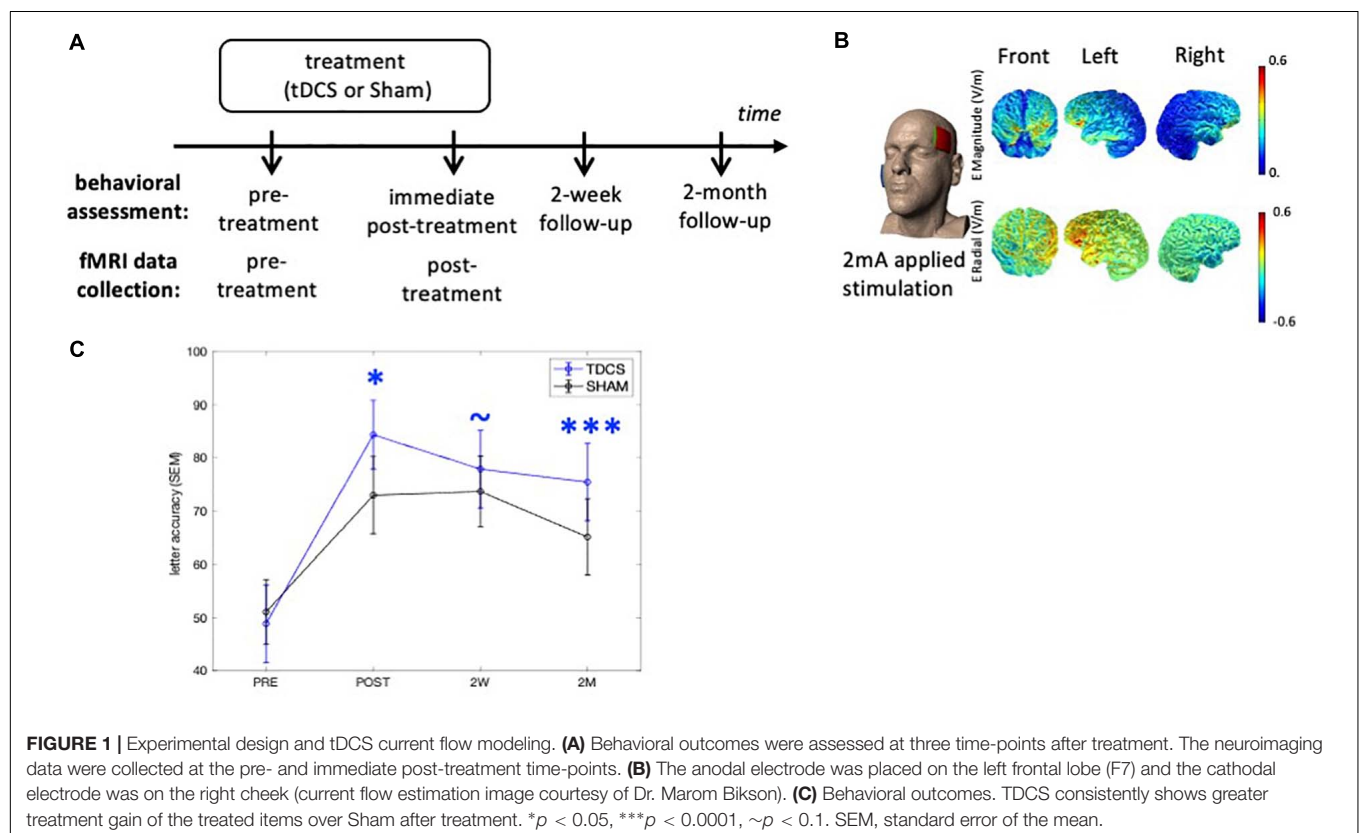 A
treatment
(tDCS or Sham)
time
behavioral
assessment:
pre-
treatment
immediate
post-treatment
2-week
follow-up
2-month
follow-up
fMRI data
collection:
pre-
treatment
post-
treatment
B
Front Left Right
E Magnitude (V/m)
0.6
0.
E Radial (V/m)
0.6
-0.6
2mA applied
stimulation
C
letter accuracy (SEM)
100
90
80
70
60
50
40
PRE POST 2W 2M
TDCS
SHAM
*
~
***
FIGURE 1 | Experimental design and tDCS current flow modeling. (A) Behavioral outcomes were assessed at three time-points after treatment. The neuroimaging
data were collected at the pre- and immediate post-treatment time-points. (B) The anodal electrode was placed on the left frontal lobe (F7) and the cathodal
electrode was on the right cheek (current flow estimation image courtesy of Dr. Marom Bikson). (C) Behavioral outcomes. TDCS consistently shows greater
treatment gain of the treated items over Sham after treatment. *p < 0.05, ***p < 0.0001, ~p < 0.1. SEM, standard error of the mean.